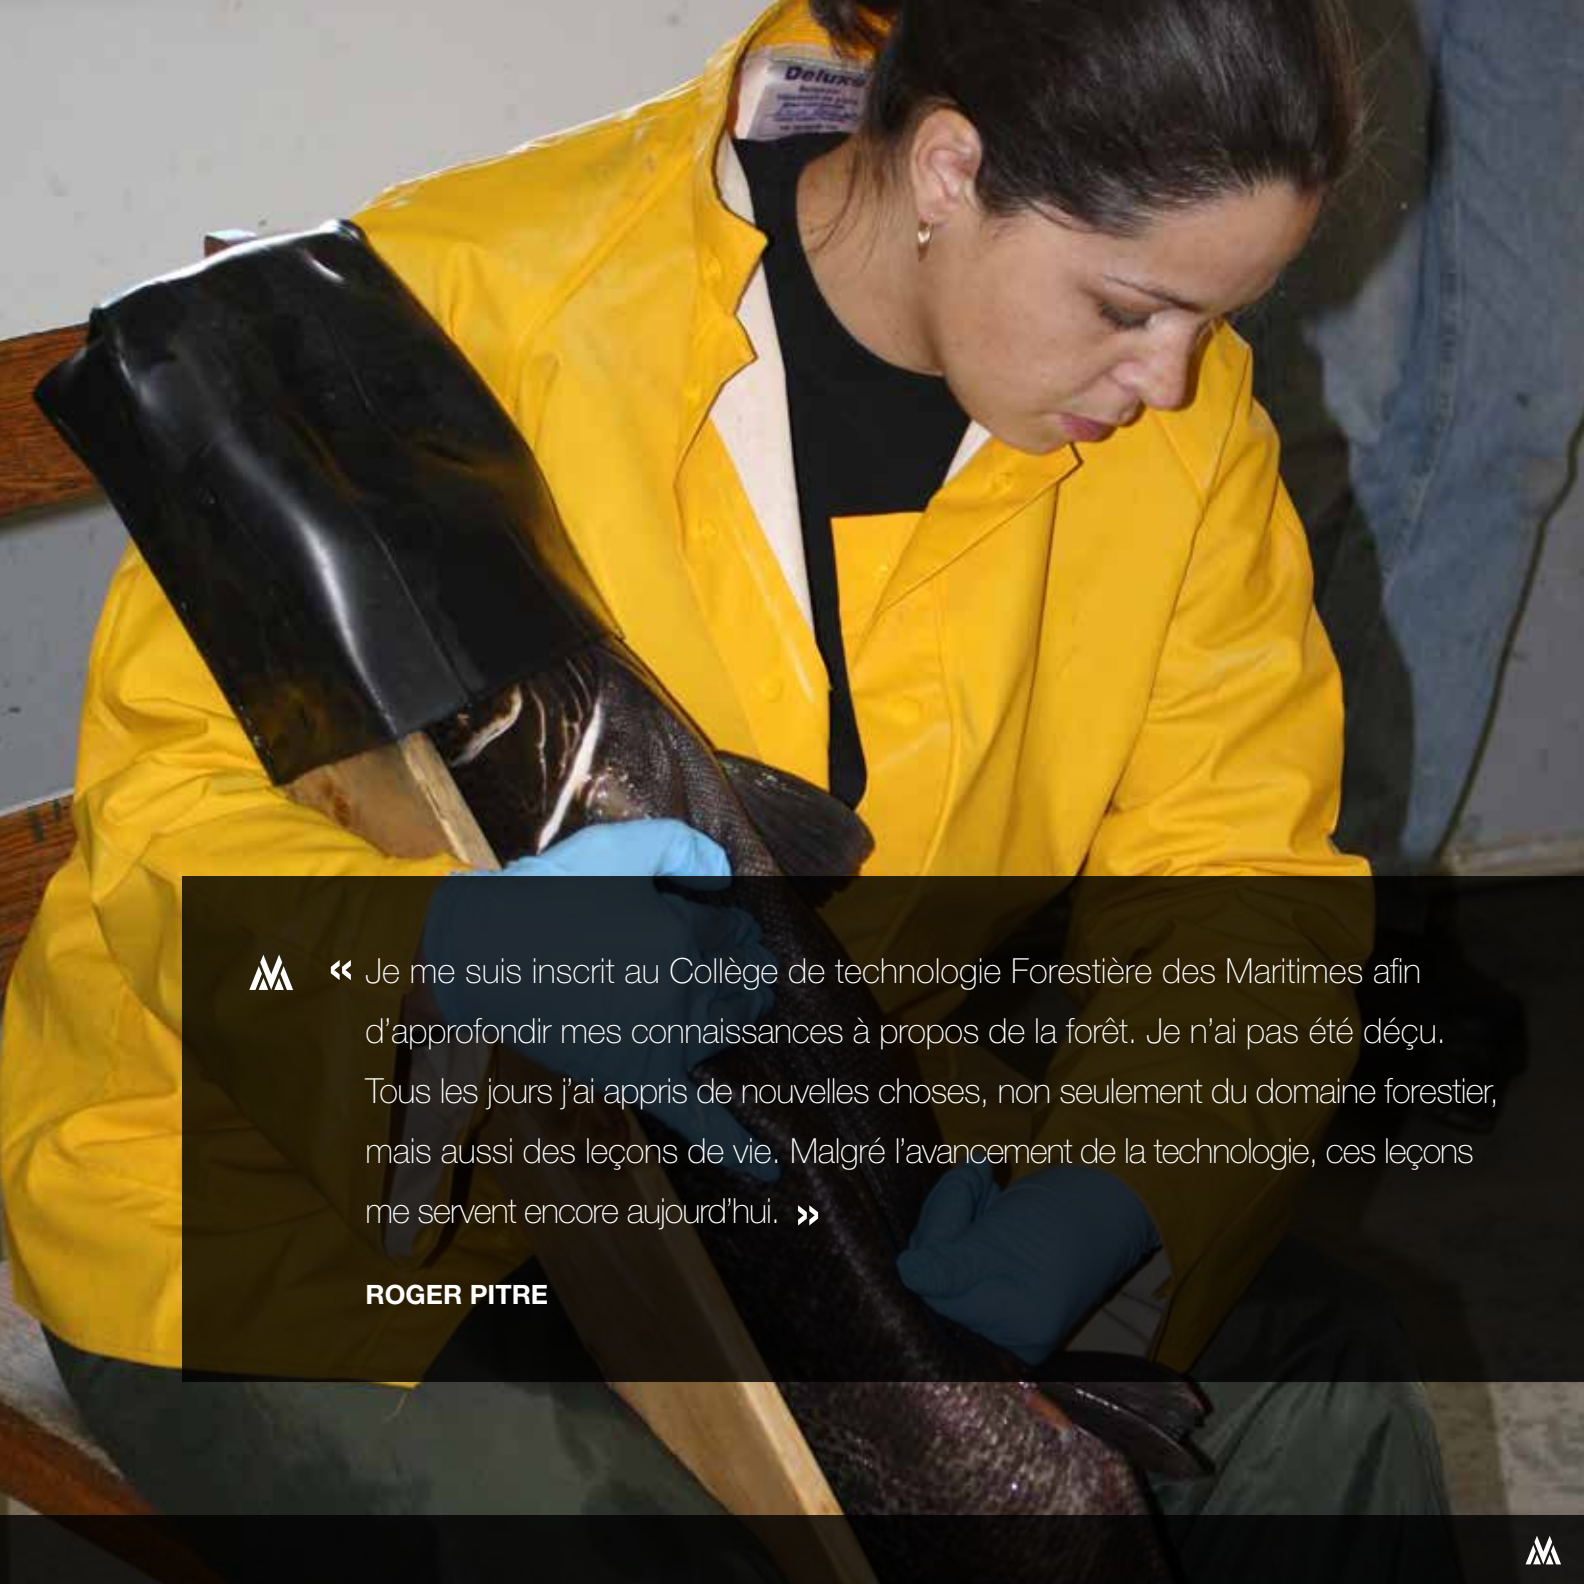 Deluxe
« Je me suis inscrit au Collège de technologie Forestière des Maritimes afin
d’approfondir mes connaissances à propos de la forêt. Je n’ai pas été déçu.
Tous les jours j’ai appris de nouvelles choses, non seulement du domaine forestier,
mais aussi des leçons de vie. Malgré l’avancement de la technologie, ces leçons
me servent encore aujourd’hui. »
ROGER PITRE